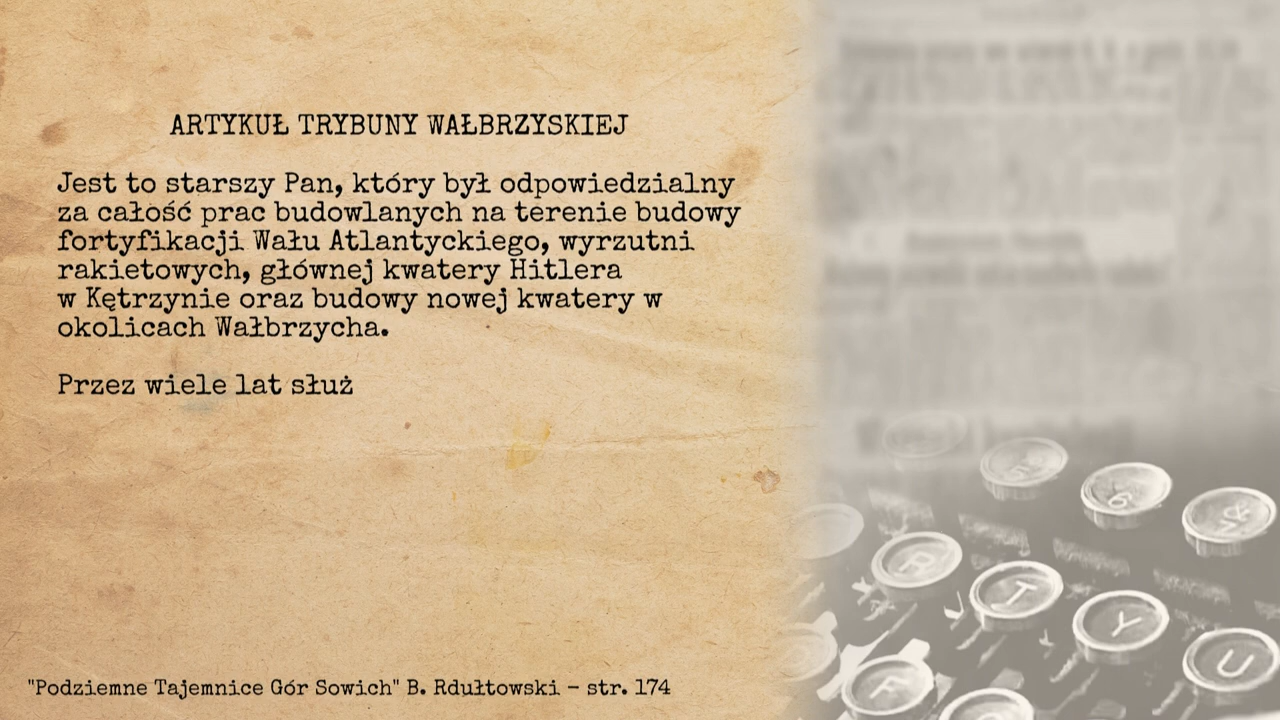 ARTYKUŁ TRYBUNY WAŁBRZYSKIEJ
Jest to starszy Pan, który był odpowiedzialny
za całość prac budowlanych na terenie budowy
fortyfikacji Wału Atlantyckiego, wyrzutni
rakietowych, głównej kwatery Hitlera
w Kętrzynie oraz budowy nowej kwatery w
okolicach Wałbrzycha.
Przez wiele lat służ
"Podziemne Tajemnice Gór Sowich" B. Rdułtowski - str. 174
6 &
7
R T Y U
F